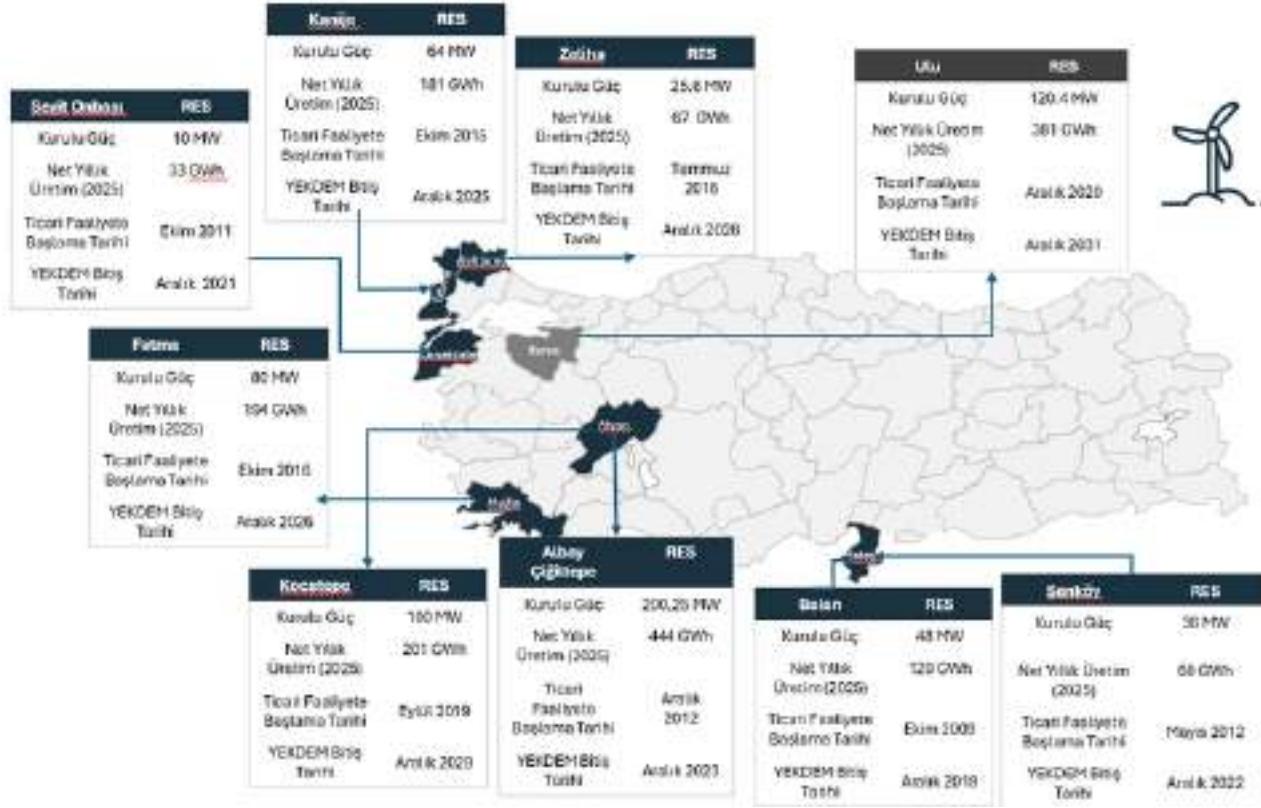 RES
Kurulu Güç 64 MW
Net Yıllık
Üretim (2025) 181 GWh
Ticari Faaliyete
Başlama Tarihi Ekim 2015
YEKDEM Bitiş
Tarihi Aralık 2025
Zeliha RES
Kurulu Güç 25,8 MW
Net Yıllık
Üretim (2025) 67 GWh
Ticari Faaliyete
Başlama Tarihi Temmuz
2016
YEKDEM Bitiş
Tarihi Aralık 2026
Ulu RES
Kurulu Güç 120,4 MW
Net Yıllık Üretim
(2025) 381 GWh
Ticari Faaliyete
Başlama Tarihi Aralık 2020
YEKDEM Bitiş
Tarihi Aralık 2031
Seyit Onbaşı RES
Kurulu Güç 10 MW
Net Yıllık
Üretim (2025) 33 GWh
Ticari Faaliyete
Başlama Tarihi Ekim 2011
YEKDEM Bitiş
Tarihi Aralık 2021
Fatma RES
Kurulu Güç 80 MW
Net Yıllık
Üretim (2025) 194 GWh
Ticari Faaliyete
Başlama Tarihi Ekim 2016
YEKDEM Bitiş
Tarihi Aralık 2026
Bursa
Afyon
Muğla
Hatay
Kocatepe RES
Kurulu Güç 100 MW
Net Yıllık
Üretim (2025) 201 GWh
Ticari Faaliyete
Başlama Tarihi Eylül 2019
YEKDEM Bitiş
Tarihi Aralık 2029
Albay
Çiğiltepe RES
Kurulu Güç 200,25 MW
Net Yıllık
Üretim (2025) 444 GWh
Ticari
Faaliyete
Başlama Tarihi Aralık
2012
YEKDEM Bitiş
Tarihi Aralık 2023
Belen RES
Kurulu Güç 48 MW
Net Yıllık
Üretim (2025) 129 GWh
Ticari Faaliyete
Başlama Tarihi Ekim 2009
YEKDEM Bitiş
Tarihi Aralık 2019
Şenköy RES
Kurulu Güç MW
Net Yıllık Üretim
(2025) GWh
Ticari Faaliyete
Başlama Tarihi Mayıs 2012
YEKDEM Bitiş
Tarihi Aralık 2022